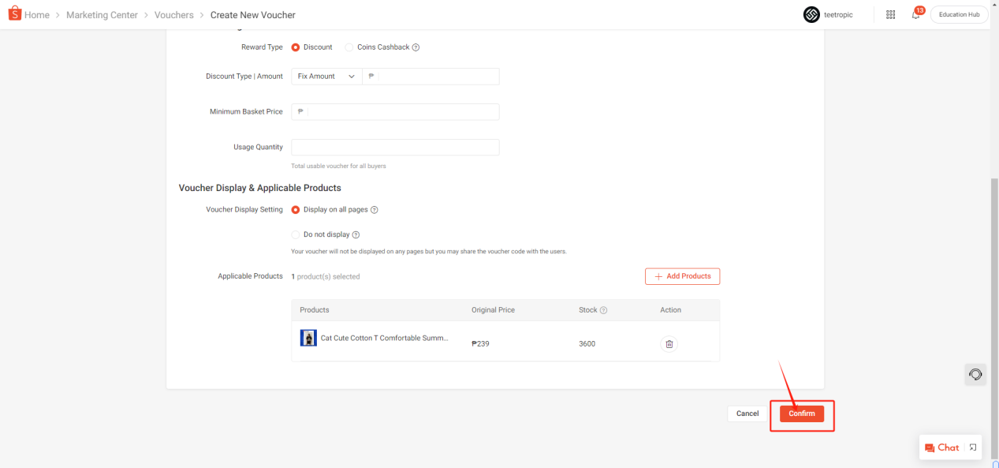 Home > Marketing Center > Vouchers > Create New Voucher
teetropic
13
Education Hub
Reward Type
Discount
Coins Cashback
Discount Type | Amount
Fix Amount
₱
Minimum Basket Price
₱
Usage Quantity
Total usable voucher for all buyers
Voucher Display & Applicable Products
Voucher Display Setting
Display on all pages
Do not display
Your voucher will not be displayed on any pages but you may share the voucher code with the users.
Applicable Products
1 product(s) selected
+ Add Products
Products
Original Price
Stock
Action
Cat Cute Cotton T Comfortable Summ...
₱239
3600
Cancel
Confirm
Chat